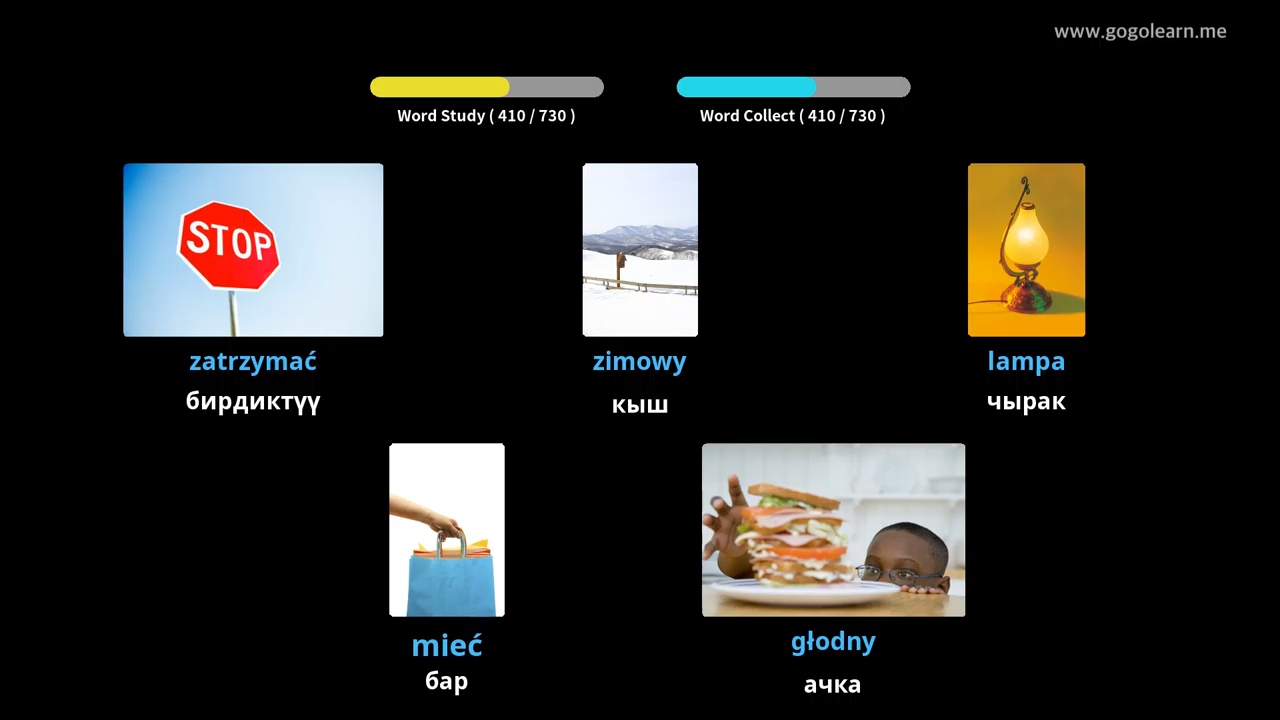 www.gogolearn.me
Word Study ( 410 / 730 )
Word Collect ( 410 / 730 )
STOP
zatrzymać
бирдиктүү
zimowy
кыш
lampa
чырак
mieć
бар
głodny
ачка